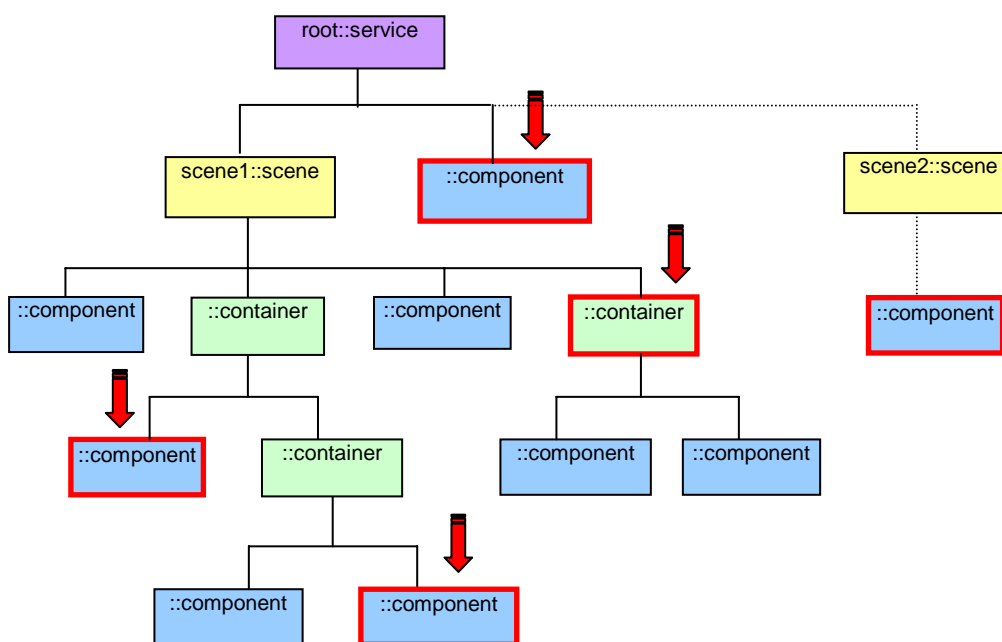 root::service
scene1::scene
::component
scene2::scene
::component
::container
::component
::container
::component
::component
::container
::component
::component
::component
::component